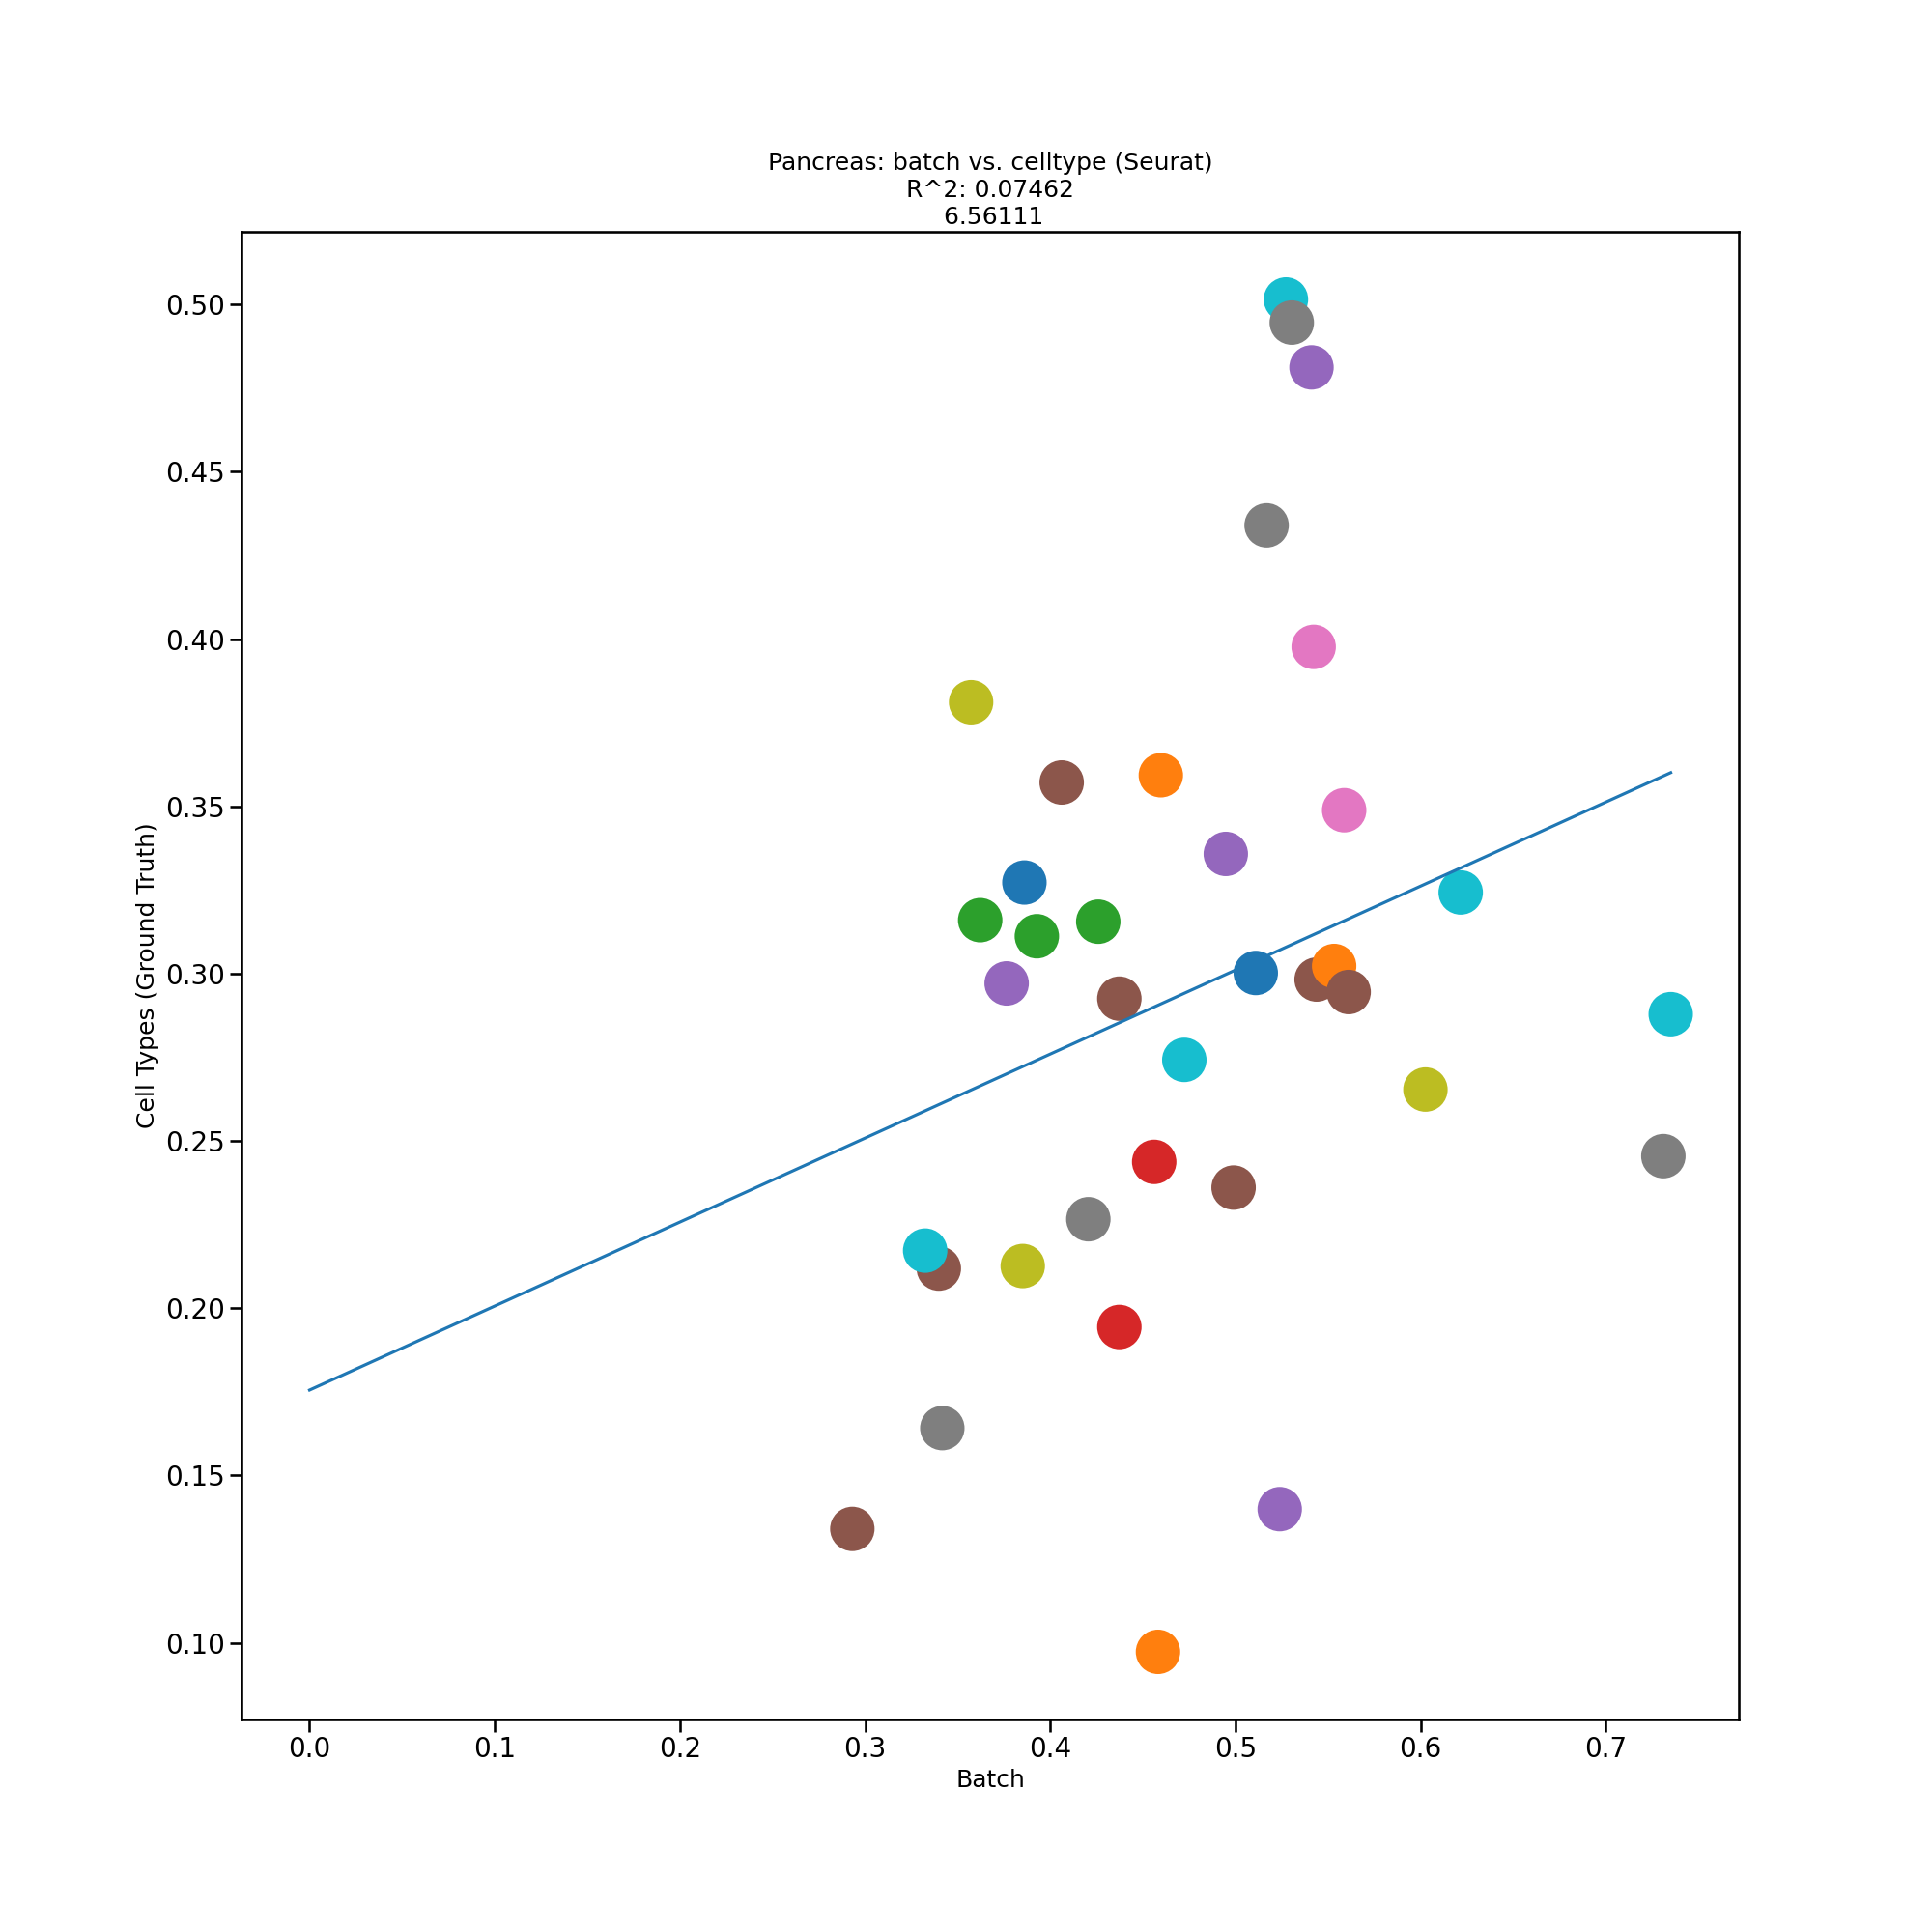 Pancreas: batch vs. celltype (Seurat)
R^2: 0.07462
6.56111
0.50
0.45
0.40
0.35
0.30
0.25
0.20
0.15
0.10
Cell Types (Ground Truth)
0.0 0.1 0.2 0.3 0.4 0.5 0.6 0.7
Batch